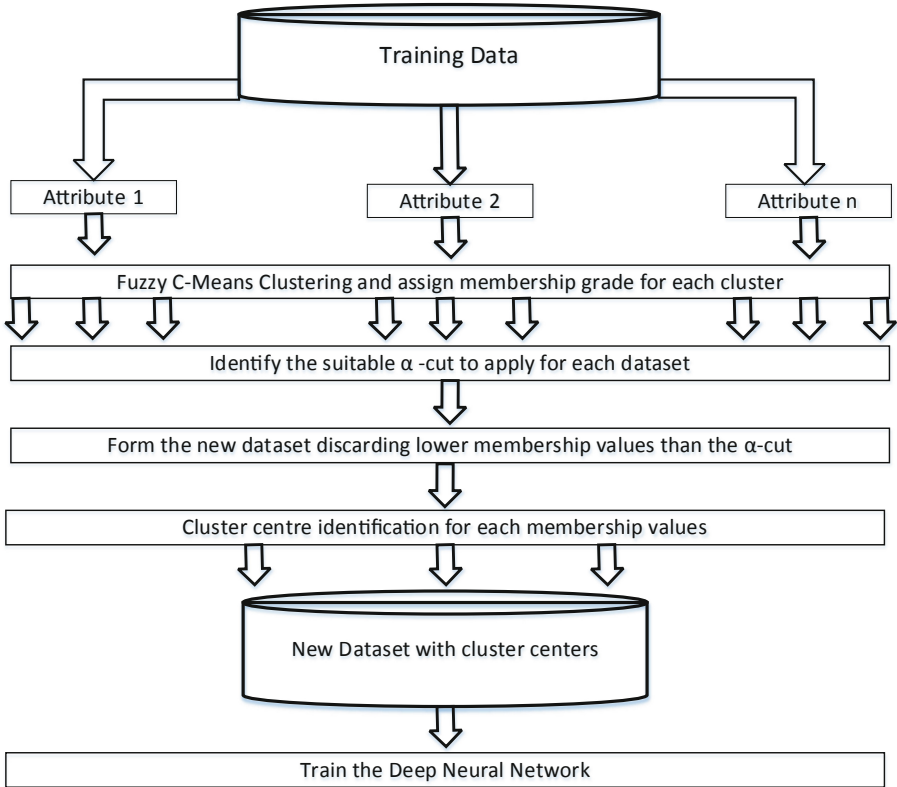 Training Data
Attribute 1
Attribute 2
Attribute n
Fuzzy C-Means Clustering and assign membership grade for each cluster
Identify the suitable α -cut to apply for each dataset
Form the new dataset discarding lower membership values than the α-cut
Cluster centre identification for each membership values
New Dataset with cluster centers
Train the Deep Neural Network